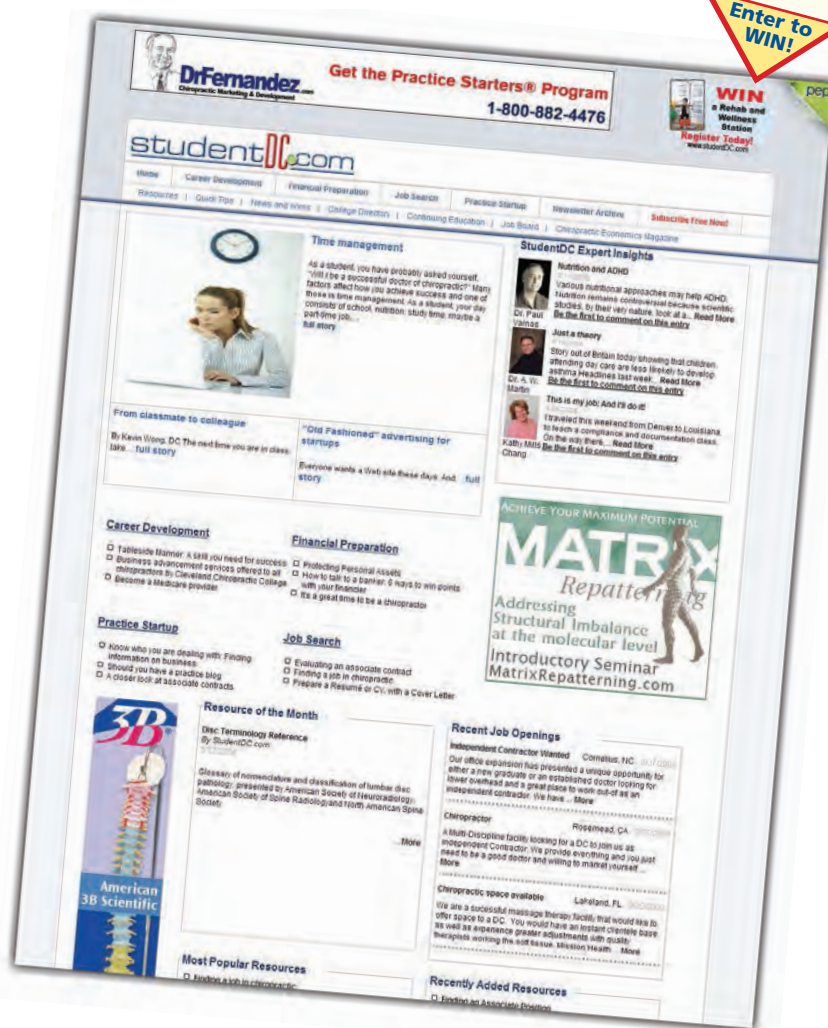 Enter to
WIN!
DrFernandez.com
Chiropractic Marketing & Development
Get the Practice Starters® Program
1-800-882-4476
WIN
a Rehab and
Wellness
Station
Register Today!
www.studentDC.com
pep
studentDC.com
Home
Career Development
Financial Preparation
Job Search
Practice Startup
Newsletter Archive
Subscribe Free Now!
Resources | Quick Tips | News and Views | College Direction | Continuing Education | Job Board | Chiropractic Economics Magazine
Time management
As a student, you have probably asked yourself,
"Will I be a successful doctor of chiropractic?" Many
factors affect how you achieve success and one of
those is time management. As a student, your day
consists of school, nutrition, study time, maybe a
part-time job....
full story
From classmate to colleague
By Kevin Wong, DC The next time you are in class,
take... full story
"Old Fashioned" advertising for
startups
Everyone wants a Web site these days. And... full
story
StudentDC Expert Insights
Nutrition and ADHD
Various nutritional approaches may help ADHD.
Nutrition remains controversial because scientific
studies, by their very nature, look at a... Read More
Be the first to comment on this entry
Dr. Paul
Varnas
Just a theory
Story out of Britain today showing that children
attending day care are less likekely to develop
asthma Headlines last week... Read More
Be the first to comment on this entry
Dr. A. W.
Martin
This is my job; And I'll do it!
I traveled this weekend from Denver to Louisiana
to teach a compliance and documentation class.
On the way there.... Read More
Be the first to comment on this entry
Kathy Mills
Chang
Career Development
Tableside Manner: A skill you need for success
Business advancement services offered to all
chiropractors by Cleveland Chiropractic College
Become a Medicare provider
Financial Preparation
Protecting Personal Assets
How to talk to a banker: 6 ways to win points
with your financier
It's a great time to be a chiropractor
Practice Startup
Know who you are dealing with: Finding
information on business
Should you have a practice blog
A closer look at associate contracts
Job Search
Evaluating an associate contract
Finding a job in chiropractic
Prepare a Resumé or CV, with a Cover Letter
ACHIEVE YOUR MAXIMUM POTENTIAL
MATRIX
Repatterning
Addressing
Structural Imbalance
at the molecular level
Introductory Seminar
MatrixRepatterning.com
3B
American
3B Scientific
Resource of the Month
Disc Terminology Reference
By StudentDC.com
Glossary of nomenclature and classification of lumbar disc
pathology, presented by American Society of Neuroradiology,
American Society of Spine Radiology and North American Spine
Society
...More
Recent Job Openings
Independent Contractor Wanted Cornelius, NC
Our office expansion has presented a unique opportunity for
either a new graduate or an established doctor looking for
lower overhead and a great place to work out-of as an
independent contractor. We have ... More
Chiropractor Rosemead, CA
A Multi-Discipline facility looking for a DC to join us as
Independent Contractor. We provide everything and you just
need to be a good doctor and willing to market yourself ...
More
Chiropractic space available Lakeland, FL
We are a sucessful massage therapy facility that would like to
offer space to a DC. You would have an instant clientele base
as well as experience greater adjustments with quality
therapists working the soft tissue. Mission Health... More
Most Popular Resources
Finding a job in chiropractic
Recently Added Resources
Finding an Associate Position